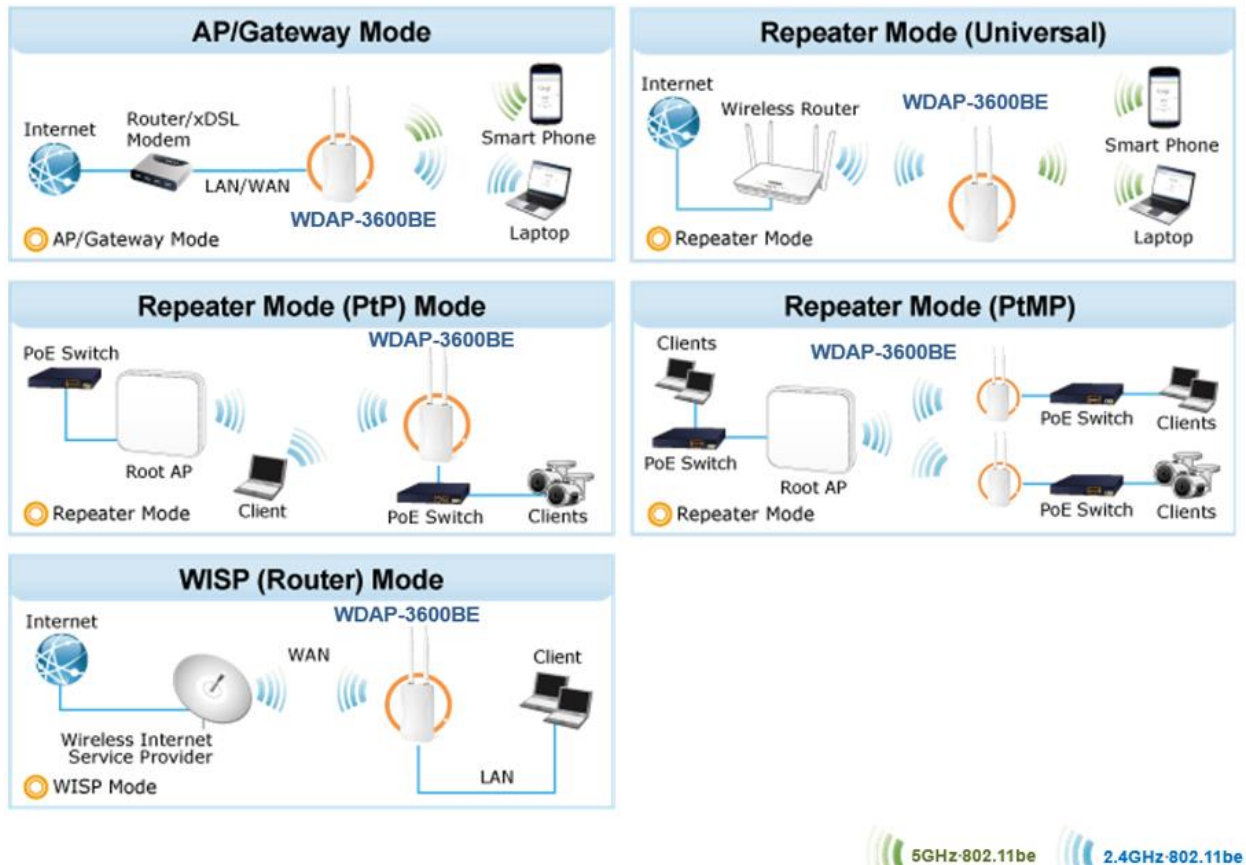 AP/Gateway Mode
Internet
Router/xDSL
Modem
LAN/WAN
WDAP-3600BE
Smart Phone
Laptop
AP/Gateway Mode
Repeater Mode (Universal)
Internet
Wireless Router
WDAP-3600BE
Smart Phone
Laptop
Repeater Mode
Repeater Mode (PtP) Mode
PoE Switch
WDAP-3600BE
Root AP
Client
PoE Switch
Clients
Repeater Mode
Repeater Mode (PtMP)
Clients
WDAP-3600BE
PoE Switch
Clients
PoE Switch
Root AP
PoE Switch
Clients
Repeater Mode
WISP (Router) Mode
Internet
WDAP-3600BE
WAN
Client
Wireless Internet
Service Provider
LAN
WISP Mode
5GHz·802.11be
2.4GHz·802.11be